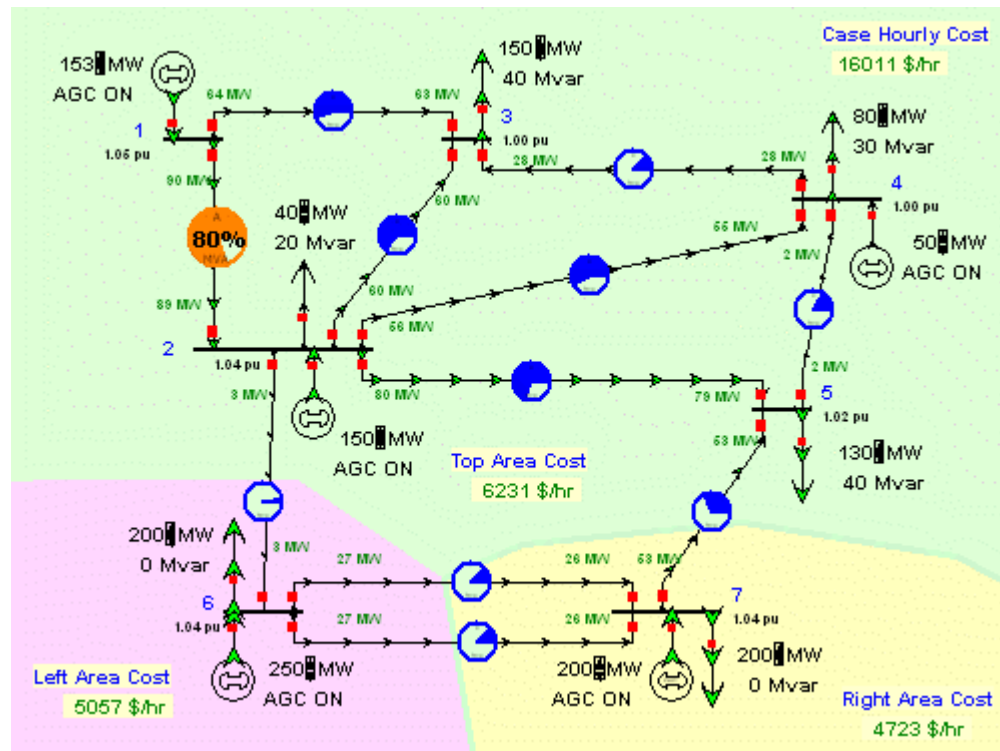 Case Hourly Cost
16011 $/hr
153 MW
AGC ON
64 MW
63 MW
150 MW
40 Mvar
3
1
1.05 pu
1.00 pu
28 MW
28 MW
80 MW
30 Mvar
4
1.00 pu
90 MW
A
80%
MVA
89 MW
40 MW
20 Mvar
60 MW
60 MW
55 MW
56 MW
2 MW
50 MW
AGC ON
2
1.04 pu
3 MW
80 MW
79 MW
2 MW
5
1.02 pu
150 MW
AGC ON
Top Area Cost
6231 $/hr
53 MW
130 MW
40 Mvar
200 MW
0 Mvar
3 MW
27 MW
26 MW
53 MW
6
1.04 pu
27 MW
26 MW
7
1.04 pu
250 MW
AGC ON
200 MW
AGC ON
200 MW
0 Mvar
Left Area Cost
5057 $/hr
Right Area Cost
4723 $/hr